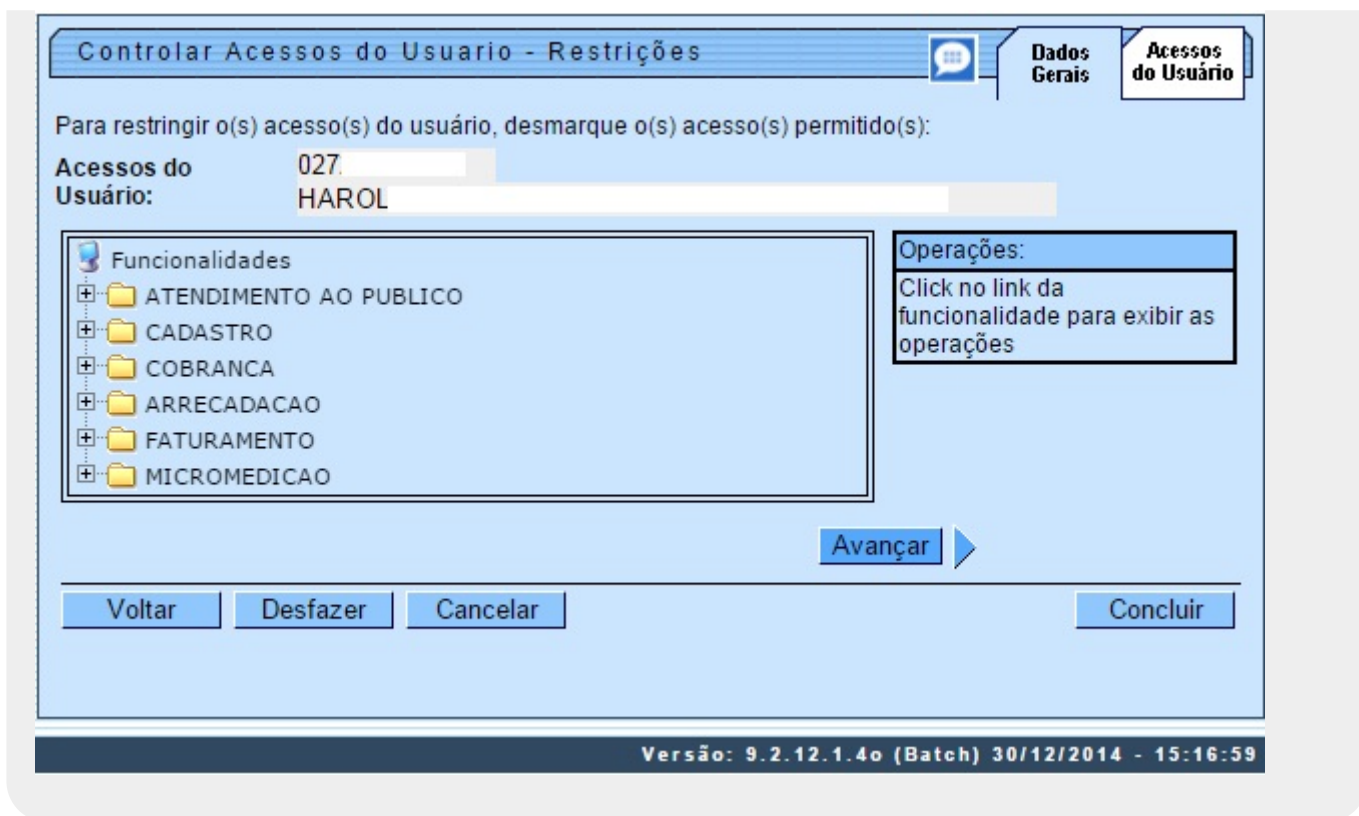 Controlar Acessos do Usuario - Restrições
Dados
Gerais
Acessos
do Usuário
Para restringir o(s) acesso(s) do usuário, desmarque o(s) acesso(s) permitido(s):
Acessos do
Usuário:
027
HAROL
Funcionalidades
ATENDIMENTO AO PUBLICO
CADASTRO
COBRANCA
ARRECADACAO
FATURAMENTO
MICROMEDICAO
Operações:
Click no link da
funcionalidade para exibir as
operações
Avançar
Voltar Desfazer Cancelar Concluir
Versão: 9.2.12.1.4o (Batch) 30/12/2014 - 15:16:59